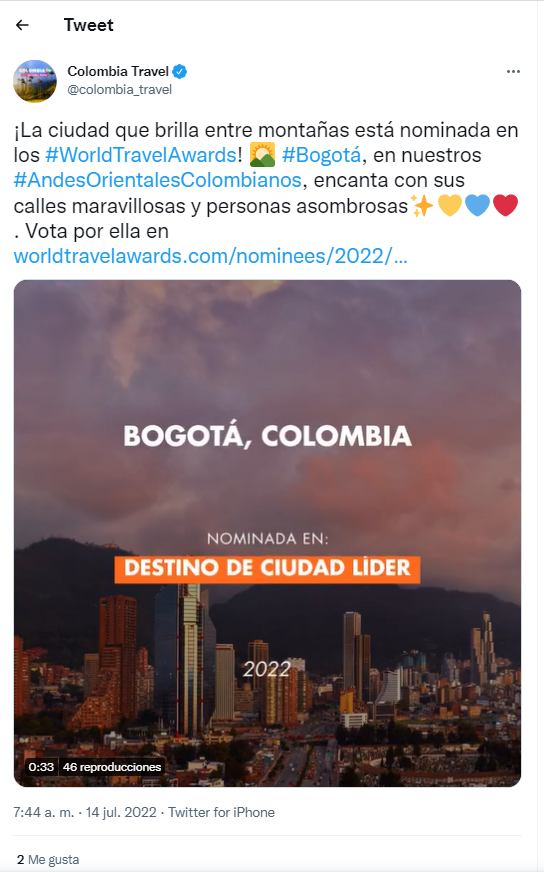 Tweet
Colombia Travel
@colombia_travel
¡La ciudad que brilla entre montañas está nominada en
los #WorldTravelAwards! 🌄 #Bogotá, en nuestros
#AndesOrientalesColombianos, encanta con sus
calles maravillosas y personas asombrosas✨💛💙❤️
. Vota por ella en
worldtravelawards.com/nominees/2022/...
BOGOTÁ, COLOMBIA
NOMINADA EN:
DESTINO DE CIUDAD LÍDER
2022
0:33 46 reproducciones
7:44 a. m. · 14 jul. 2022 · Twitter for iPhone
2 Me gusta